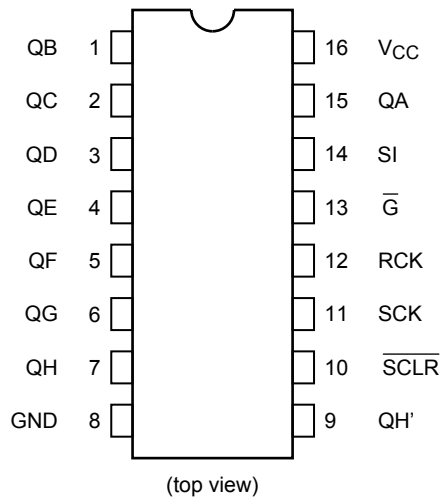 QB 1 16 VCC
QC 2 15 QA
QD 3 14 SI
QE 4 13 G̅
QF 5 12 RCK
QG 6 11 SCK
QH 7 10 S̅C̅L̅R̅
GND 8 9 QH’
(top view)